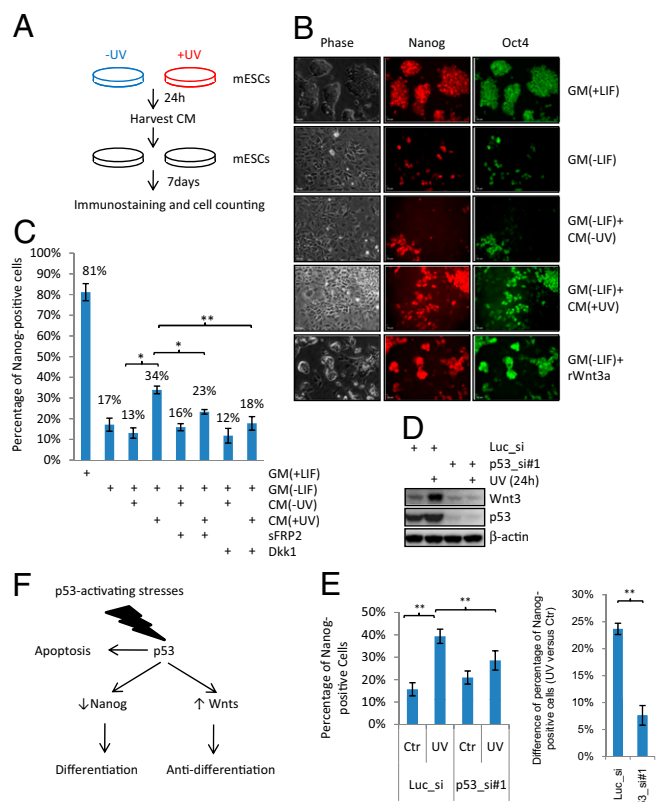 A
-UV
+UV
mESCs
24h
Harvest CM
mESCs
7days
Immunostaining and cell counting
B
Phase
Nanog
Oct4
GM(+LIF)
GM(-LIF)
GM(-LIF)+
CM(-UV)
GM(-LIF)+
CM(+UV)
GM(-LIF)+
rWnt3a
C
Percentage of Nanog-positive cells
90%
80%
70%
60%
50%
40%
30%
20%
10%
0%
81%
17%
13%
34%
16%
23%
12%
18%
*
*
**
+ GM(+LIF)
+ + + + + + + GM(-LIF)
+ + + CM(-UV)
+ + + CM(+UV)
+ + sFRP2
+ + Dkk1
D
+ + Luc_si
+ + p53_si#1
+ + UV (24h)
Wnt3
p53
β-actin
F
p53-activating stresses
Apoptosis
p53
↓Nanog
↑ Wnts
Differentiation
Anti-differentiation
E
Percentage of Nanog-
positive Cells
50%
40%
30%
20%
10%
0%
**
**
Ctr UV Ctr UV
Luc_si p53_si#1
Difference of percentage of Nanog-
positive cells (UV versus Ctr)
30%
25%
20%
15%
10%
5%
0%
**
Luc_si
53_si#1